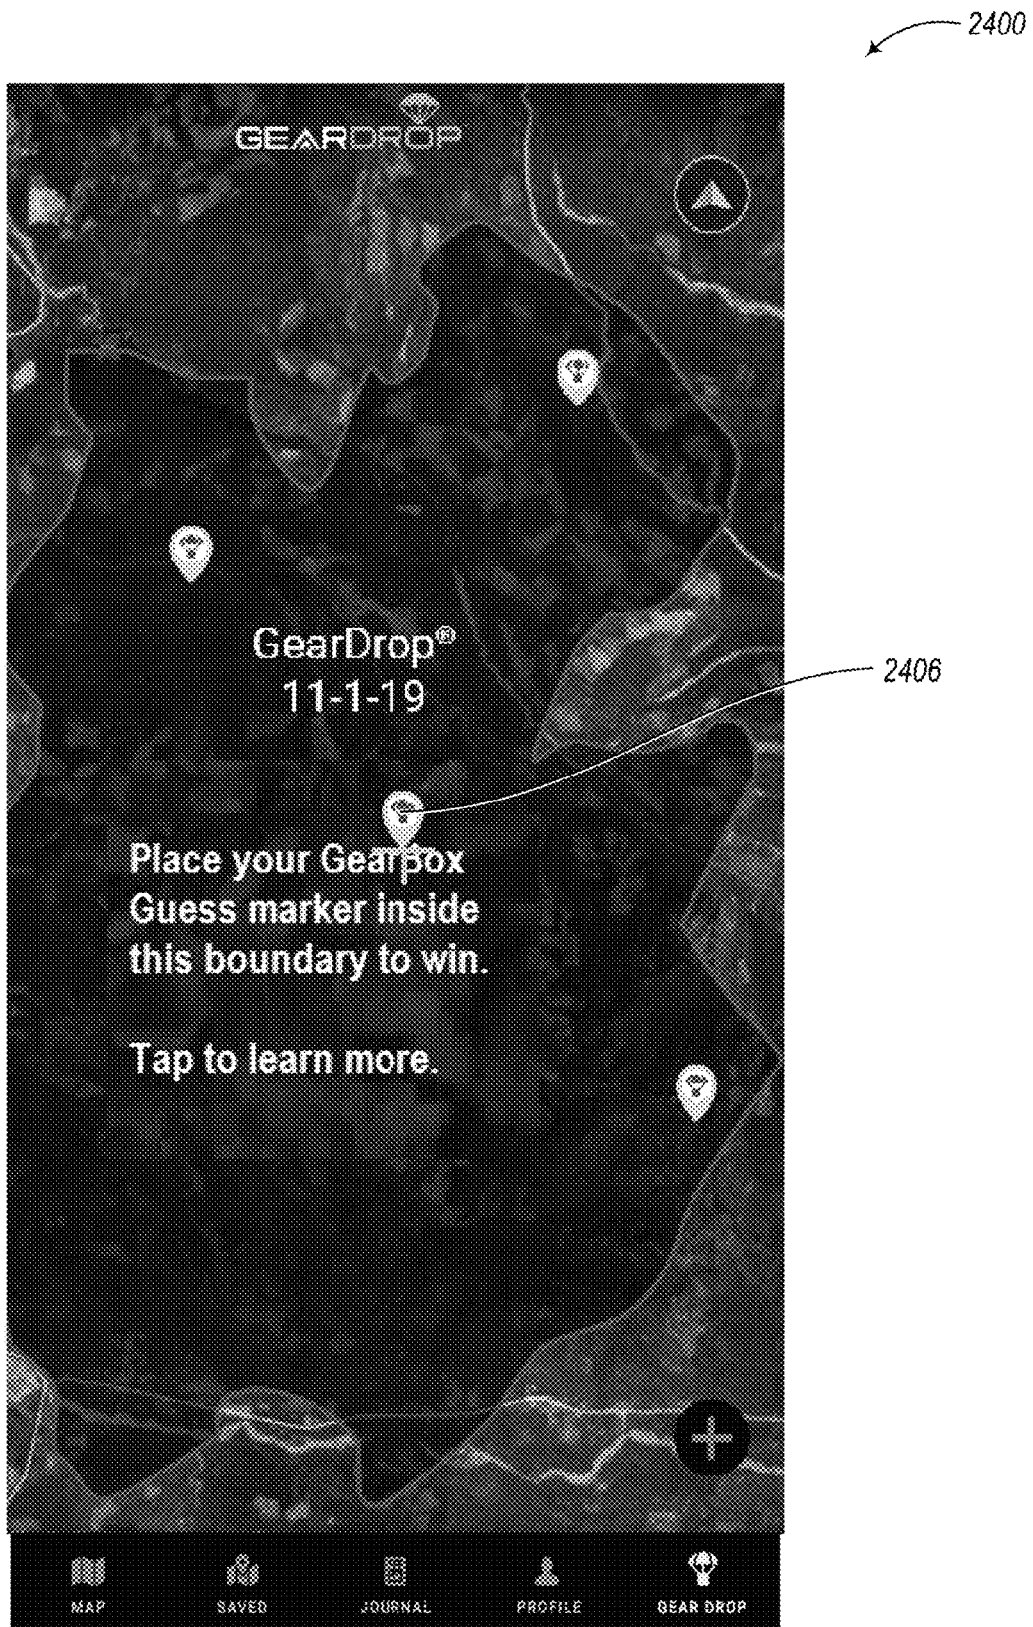 2400
GEARDROP
GearDrop®
11-1-19
2406
Place your Gearbox
Guess marker inside
this boundary to win.
Tap to learn more.
MAP SAVED JOURNAL PROFILE GEAR DROP